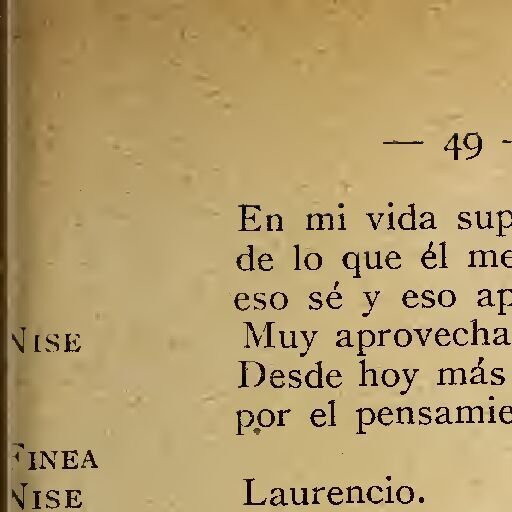 — 49 -
En mi vida sup
de lo que él me
eso sé y eso ap
NISE Muy aprovecha
Desde hoy más
por el pensamie
FINEA
NISE Laurencio.